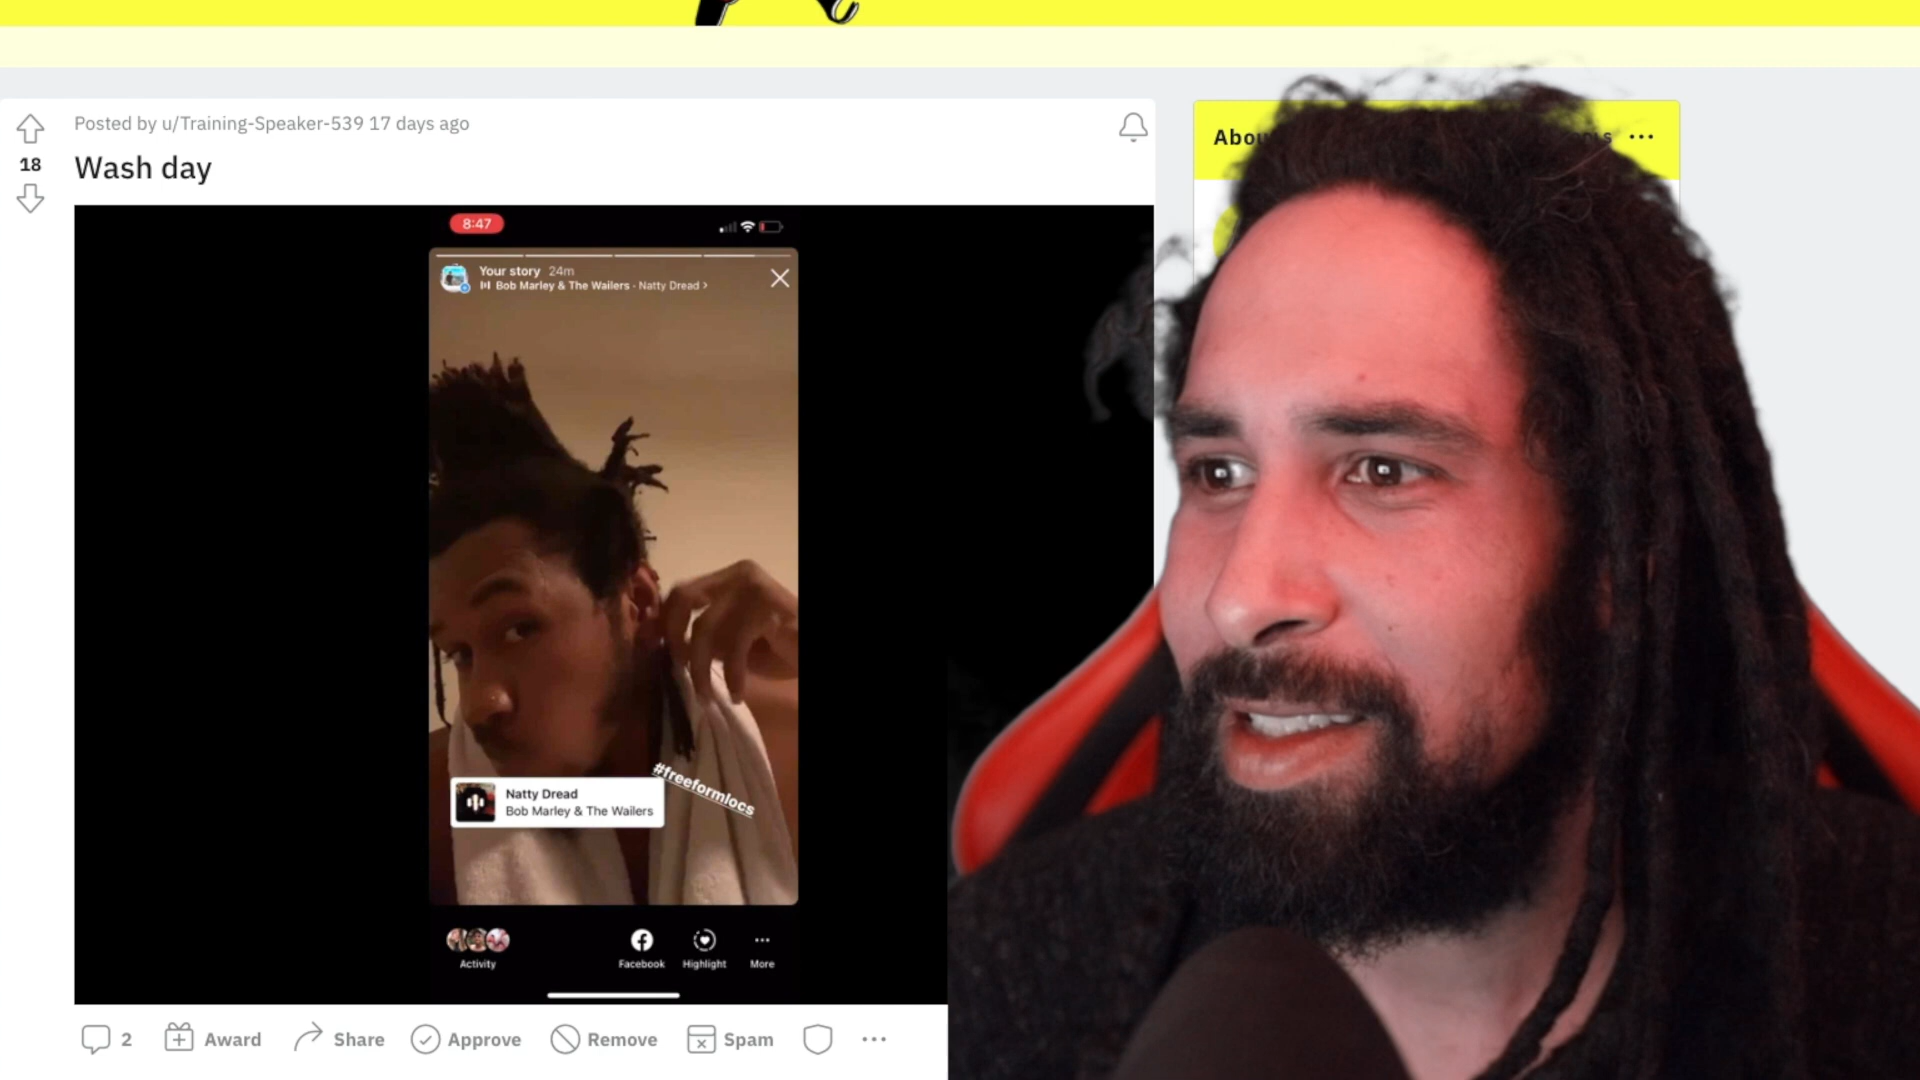 Posted by u/Training-Speaker-539 17 days ago
18
Wash day
8:47
Your story 24m
Bob Marley & The Wailers · Natty Dread >
Natty Dread
Bob Marley & The Wailers
#freeformlocs
Activity
Facebook
Highlight
More
2
Award
Share
Approve
Remove
Spam